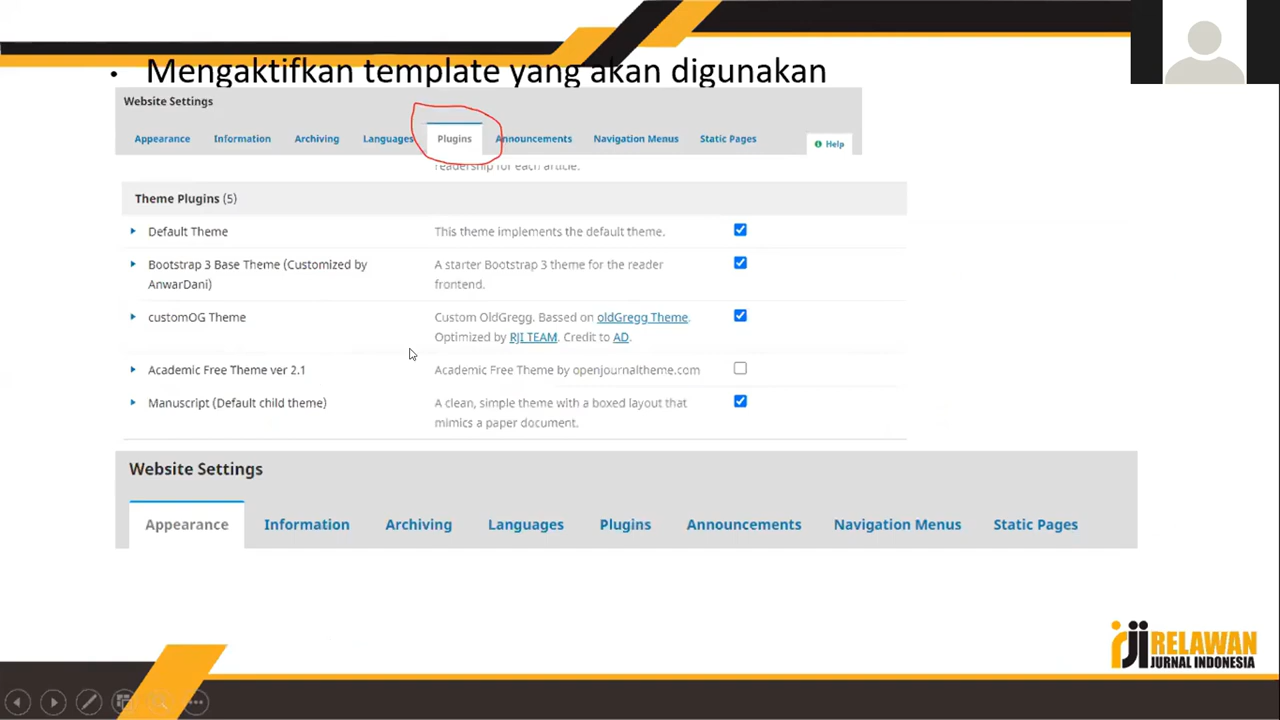 • Mengaktifkan template yang akan digunakan
Website Settings
Appearance Information Archiving Languages Plugins Announcements Navigation Menus Static Pages Help
readership for each article.
Theme Plugins (5)
Default Theme This theme implements the default theme.
Bootstrap 3 Base Theme (Customized by A starter Bootstrap 3 theme for the reader
AnwarDani) frontend.
customOG Theme Custom OldGregg. Bassed on oldGregg Theme.
Optimized by RJI TEAM. Credit to AD.
Academic Free Theme ver 2.1 Academic Free Theme by openjournaltheme.com
Manuscript (Default child theme) A clean, simple theme with a boxed layout that
mimics a paper document.
Website Settings
Appearance Information Archiving Languages Plugins Announcements Navigation Menus Static Pages
rji RELAWAN
JURNAL INDONESIA